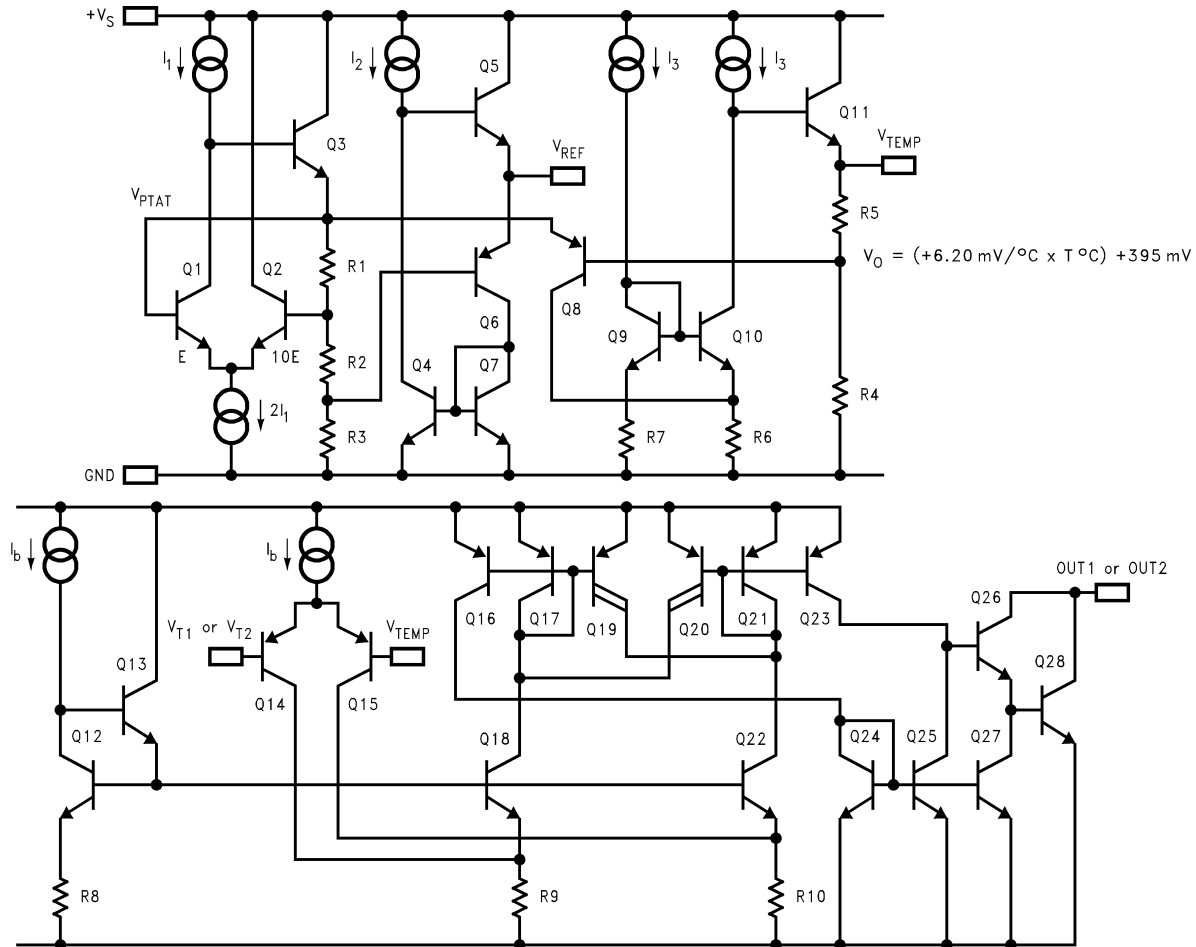 +VS
I1
I2
Q5
I3
I3
Q11
Q3
VREF
VTEMP
VPTAT
R5
R1
VO = (+6.20 mV/°C x T °C) +395 mV
Q1
Q2
Q6
Q8
Q9
Q10
E
10E
R2
Q4
Q7
2I1
R4
R3
R7
R6
GND
Ib
Ib
OUT1 or OUT2
Q26
Q16
Q17
Q19
Q20
Q21
Q23
VT1 or VT2
VTEMP
Q13
Q28
Q14
Q15
Q12
Q18
Q22
Q24
Q25
Q27
R8
R9
R10